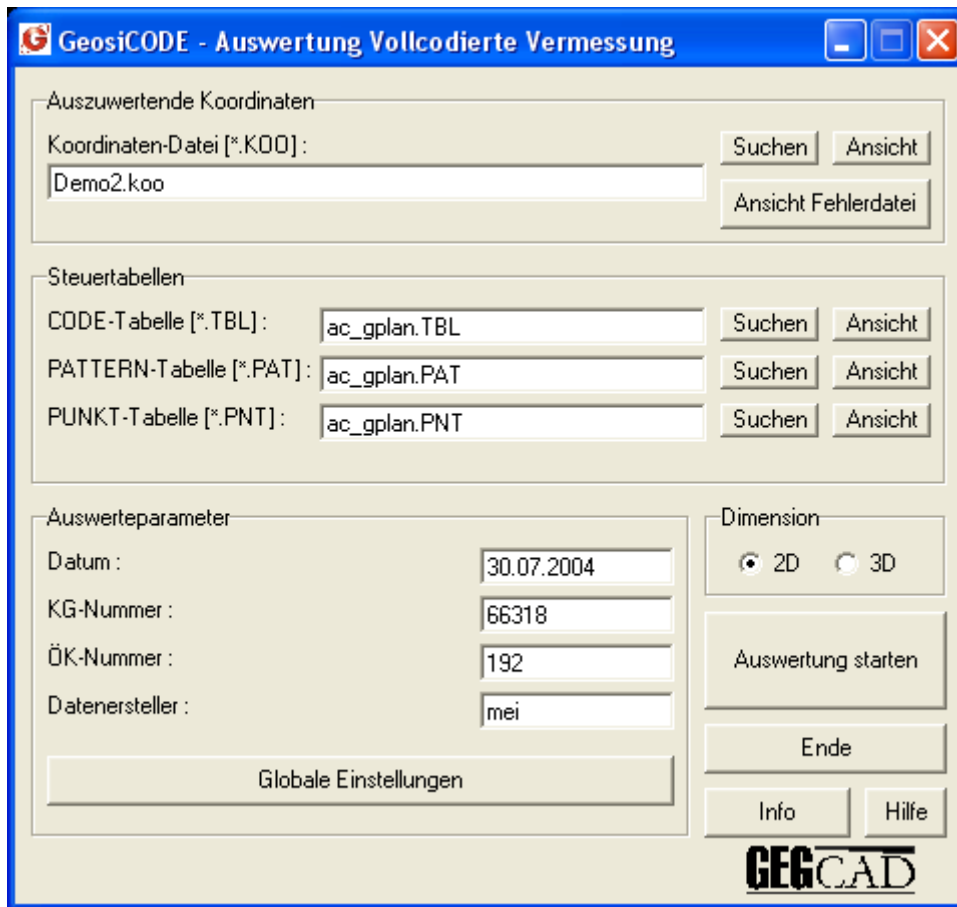 GeosiCODE - Auswertung Vollcodierte Vermessung
Auszuwertende Koordinaten
Koordinaten-Datei [*.KOO] :
Suchen Ansicht
Demo2.koo
Ansicht Fehlerdatei
Steuertabellen
CODE-Tabelle [*.TBL] : ac_gplan.TBL Suchen Ansicht
PATTERN-Tabelle [*.PAT] : ac_gplan.PAT Suchen Ansicht
PUNKT-Tabelle [*.PNT] : ac_gplan.PNT Suchen Ansicht
Auswerteparameter
Datum : 30.07.2004
KG-Nummer : 66318
ÖK-Nummer : 192
Datenersteller : mei
Globale Einstellungen
Dimension
2D 3D
Auswertung starten
Ende
Info Hilfe
GEGCAD